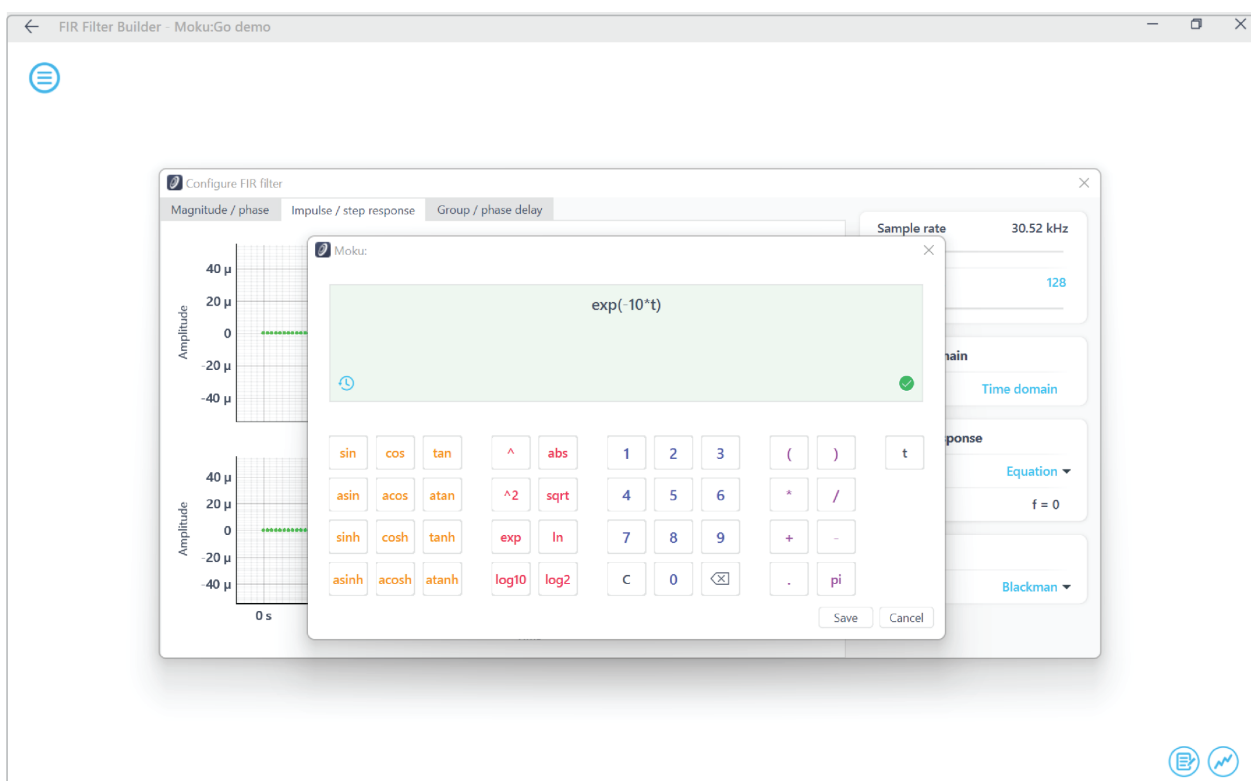 FIR Filter Builder - Moku:Go demo
Configure FIR filter
Magnitude / phase Impulse / step response Group / phase delay
Sample rate 30.52 kHz
128
Time domain
Equation
f = 0
Blackman
Amplitude
40 µ
20 µ
0
-20 µ
-40 µ
Amplitude
40 µ
20 µ
0
-20 µ
-40 µ
0 s
Moku:
exp(-10*t)
sin cos tan ^ abs 1 2 3 ( ) t
asin acos atan ^2 sqrt 4 5 6 * /
sinh cosh tanh exp ln 7 8 9 + -
asinh acosh atanh log10 log2 C 0 . pi
Save Cancel